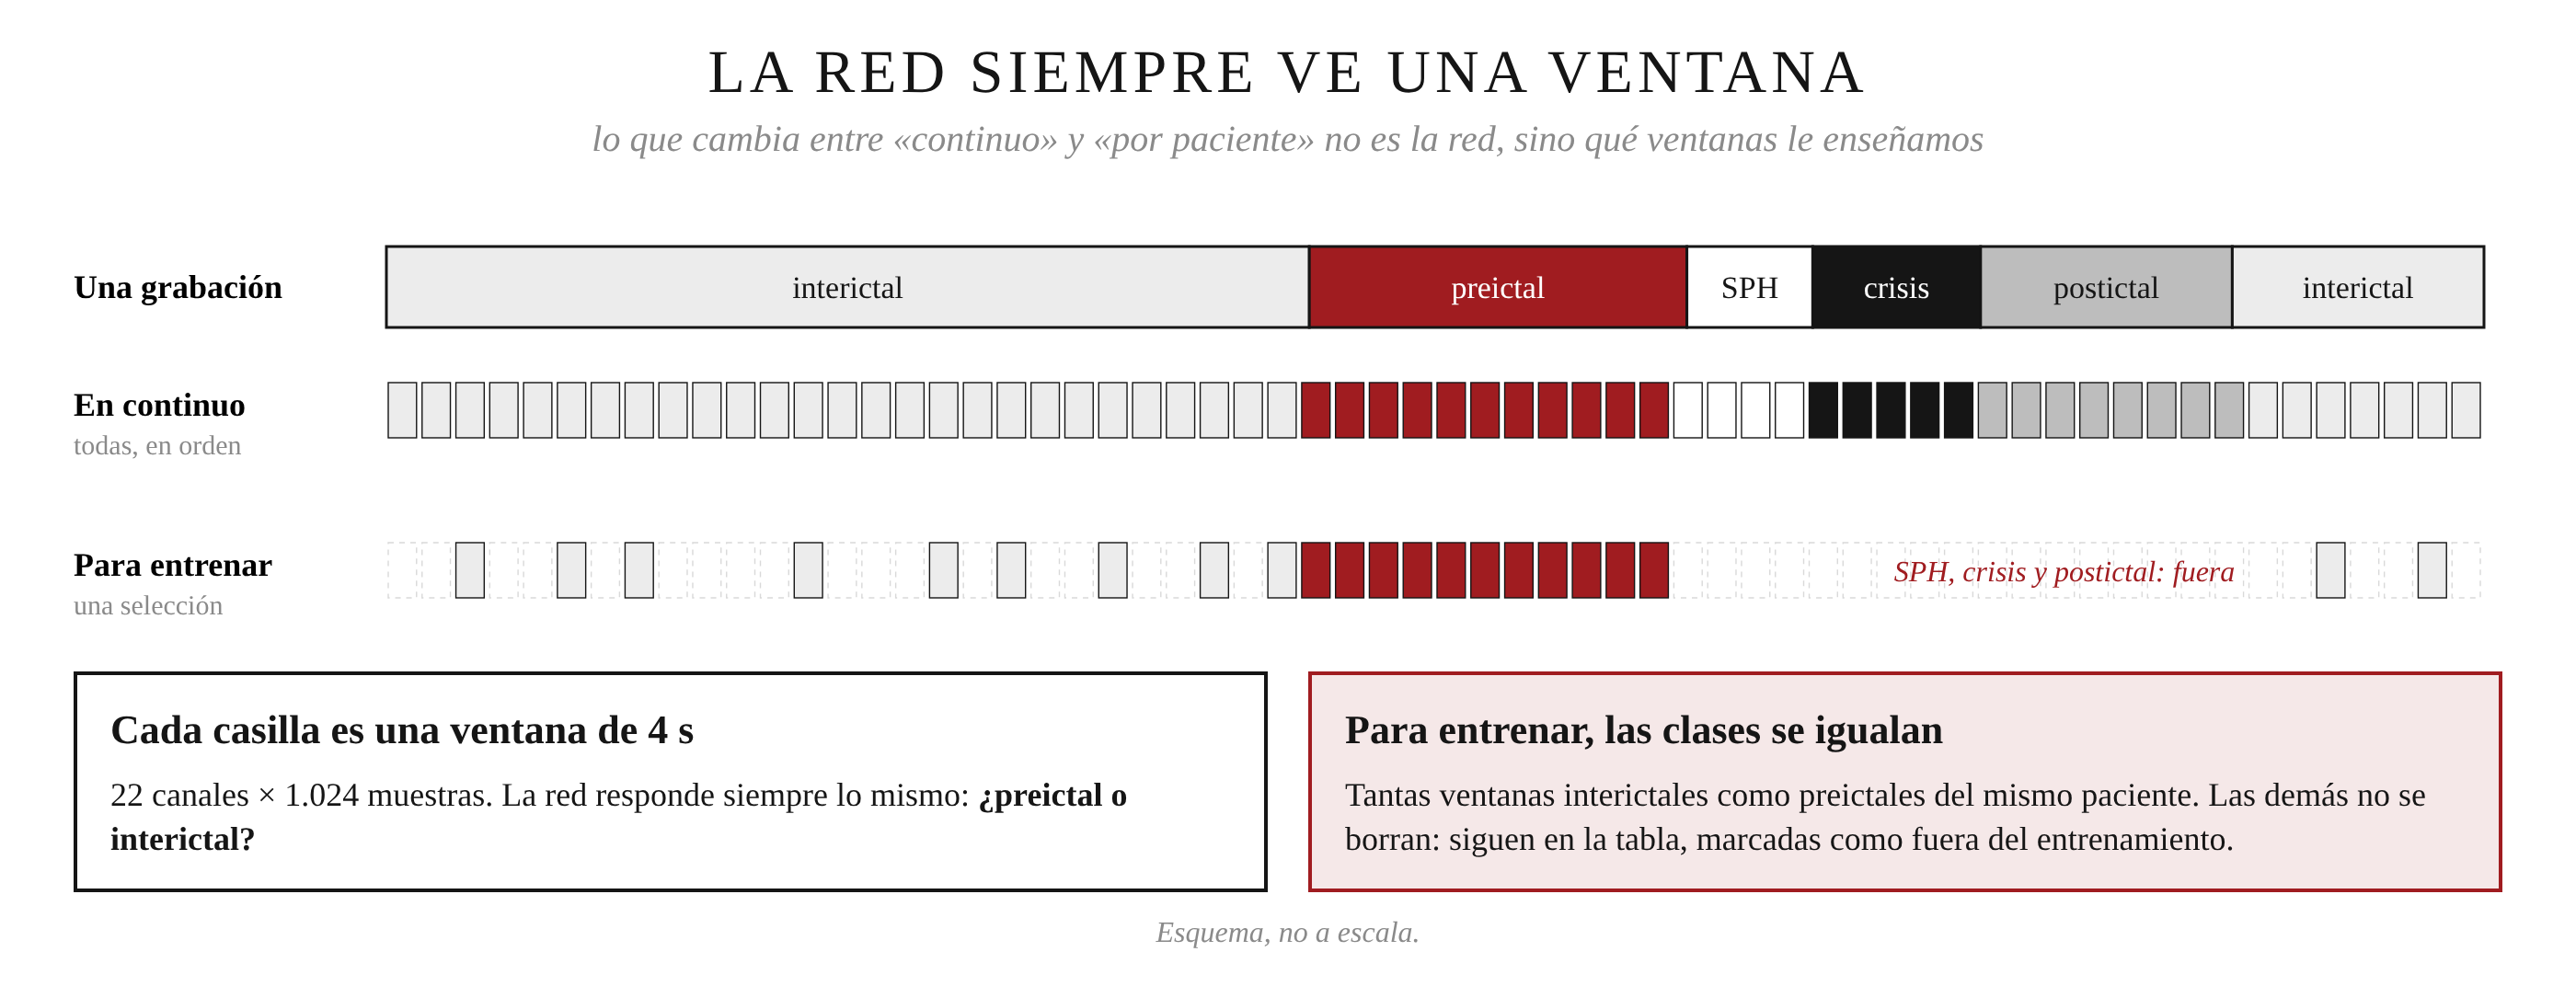 LA RED SIEMPRE VE UNA VENTANA
lo que cambia entre «continuo» y «por paciente» no es la red, sino qué ventanas le enseñamos
Una grabación
interictal
preictal
SPH
crisis
postictal
interictal
En continuo
todas, en orden
Para entrenar
una selección
SPH, crisis y postictal: fuera
Cada casilla es una ventana de 4 s
22 canales × 1.024 muestras. La red responde siempre lo mismo: ¿preictal o
interictal?
Para entrenar, las clases se igualan
Tantas ventanas interictales como preictales del mismo paciente. Las demás no se
borran: siguen en la tabla, marcadas como fuera del entrenamiento.
Esquema, no a escala.